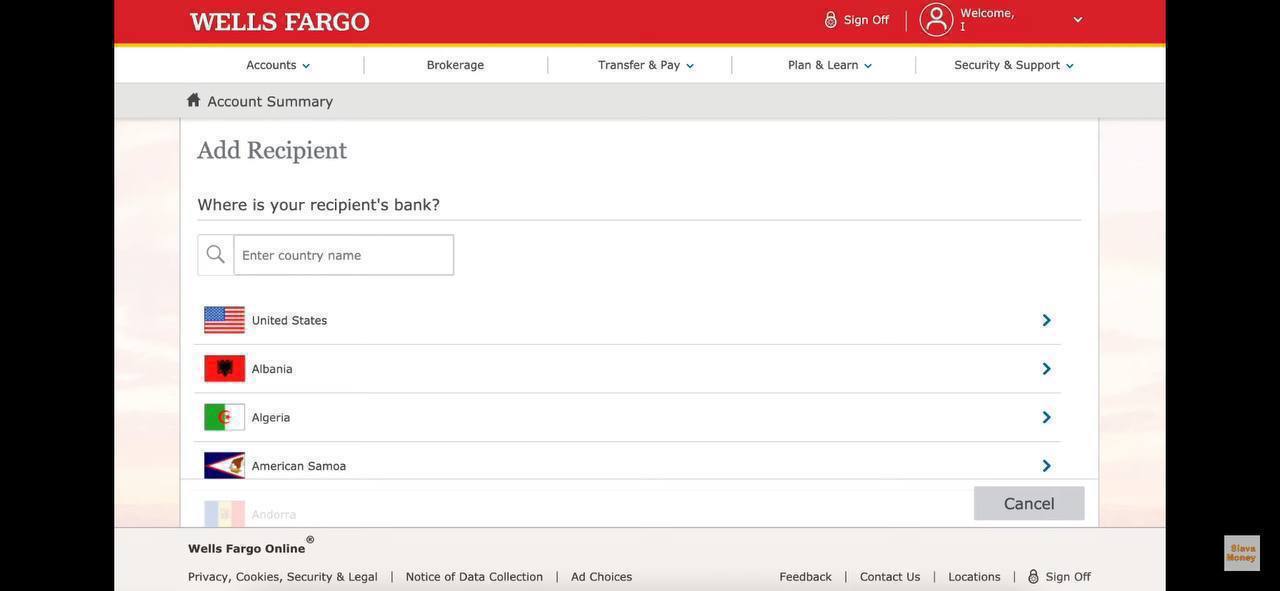 WELLS FARGO
Sign Off
Welcome,
I
Accounts
Brokerage
Transfer & Pay
Plan & Learn
Security & Support
Account Summary
Add Recipient
Where is your recipient's bank?
Enter country name
United States
Albania
Algeria
American Samoa
Andorra
Cancel
Wells Fargo Online®
Privacy, Cookies, Security & Legal | Notice of Data Collection | Ad Choices
Feedback | Contact Us | Locations | Sign Off
Slava
Money